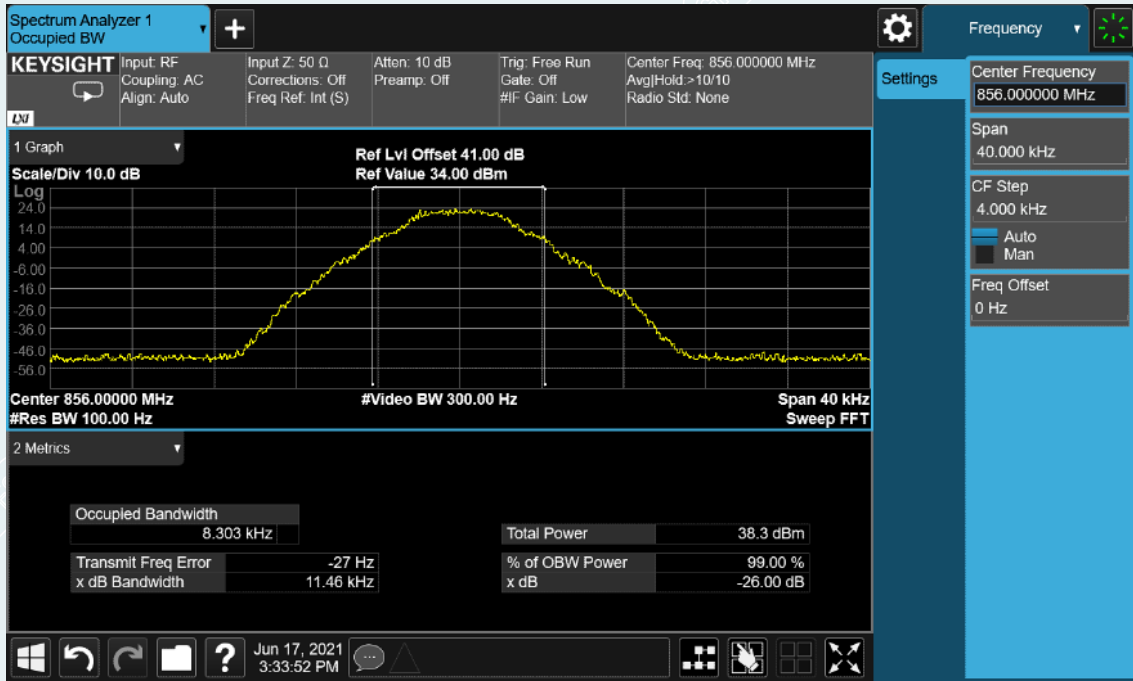 Spectrum Analyzer 1
Occupied BW
+
Frequency
KEYSIGHT
LXI
Input: RF
Coupling: AC
Align: Auto
Input Z: 50 Ω
Corrections: Off
Freq Ref: Int (S)
Atten: 10 dB
Preamp: Off
Trig: Free Run
Gate: Off
#IF Gain: Low
Center Freq: 856.000000 MHz
Avg|Hold:>10/10
Radio Std: None
Settings
Center Frequency
856.000000 MHz
Span
40.000 kHz
CF Step
4.000 kHz
Auto
Man
Freq Offset
0 Hz
1 Graph
Scale/Div 10.0 dB
Ref Lvl Offset 41.00 dB
Ref Value 34.00 dBm
Log
24.0
14.0
4.00
-6.00
-16.0
-26.0
-36.0
-46.0
-56.0
Center 856.00000 MHz
#Video BW 300.00 Hz
Span 40 kHz
#Res BW 100.00 Hz
Sweep FFT
2 Metrics
Occupied Bandwidth
8.303 kHz
Total Power 38.3 dBm
Transmit Freq Error -27 Hz
% of OBW Power 99.00 %
x dB Bandwidth 11.46 kHz
x dB -26.00 dB
?
Jun 17, 2021
3:33:52 PM